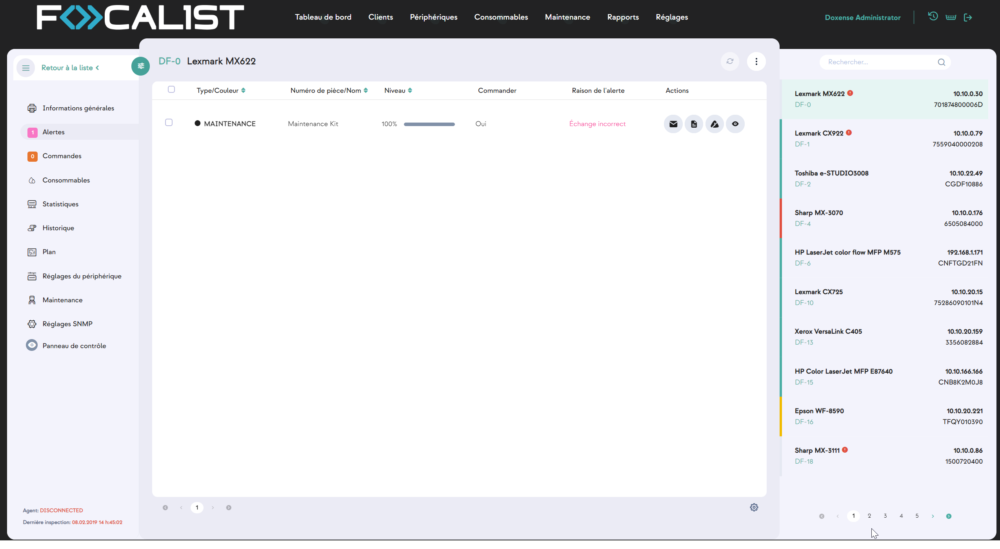 FOCALIST
Tableau de bord
Clients
Périphériques
Consommables
Maintenance
Rapports
Réglages
Doxense Administrator
Retour à la liste
Informations générales
1 Alertes
0 Commandes
Consommables
Statistiques
Historique
Plan
Réglages du périphérique
Maintenance
Réglages SNMP
Panneau de contrôle
Agent: DISCONNECTED
Dernière inspection: 08.02.2019 14 h:45:02
DF-0 Lexmark MX622
Type/Couleur Numéro de pièce/Nom Niveau Commander Raison de l'alerte Actions
MAINTENANCE Maintenance Kit 100% Oui Échange incorrect
1
Rechercher...
Lexmark MX622 10.10.0.30
DF-0 701874800006D
Lexmark CX922 10.10.0.79
DF-1 7559040000208
Toshiba e-STUDIO3008 10.10.22.49
DF-2 CGDF10886
Sharp MX-3070 10.10.0.176
DF-4 6505084000
HP LaserJet color flow MFP M575 192.168.1.171
DF-6 CNFTGD21FN
Lexmark CX725 10.10.20.15
DF-10 75286090101N4
Xerox VersaLink C405 10.10.20.159
DF-13 3356082884
HP Color LaserJet MFP E87640 10.10.166.166
DF-15 CNB8K2M0J8
Epson WF-8590 10.10.20.221
DF-16 TFQY010390
Sharp MX-3111 10.10.0.86
DF-18 1500720400
1 2 3 4 5